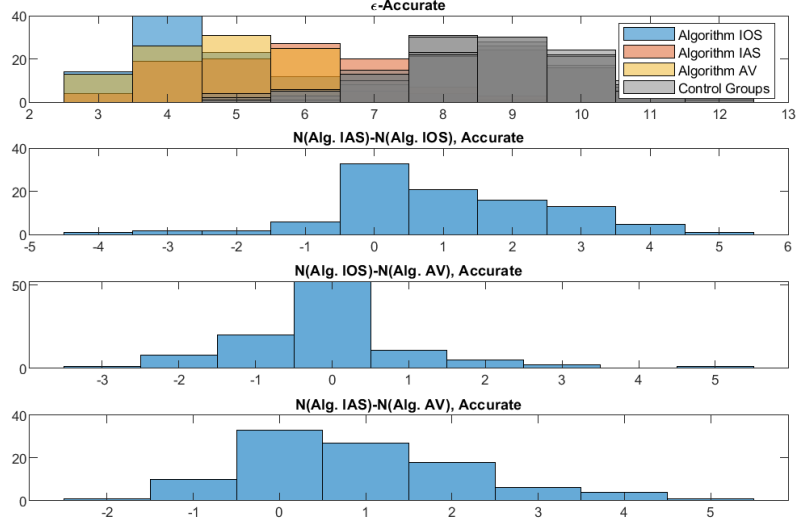 ϵ-Accurate
40
20
0
2 3 4 5 6 7 8 9 10 11 12 13
Algorithm IOS
Algorithm IAS
Algorithm AV
Control Groups
N(Alg. IAS)-N(Alg. IOS), Accurate
40
20
0
-5 -4 -3 -2 -1 0 1 2 3 4 5 6
N(Alg. IOS)-N(Alg. AV), Accurate
50
0
-3 -2 -1 0 1 2 3 4 5
N(Alg. IAS)-N(Alg. AV), Accurate
40
20
0
-2 -1 0 1 2 3 4 5